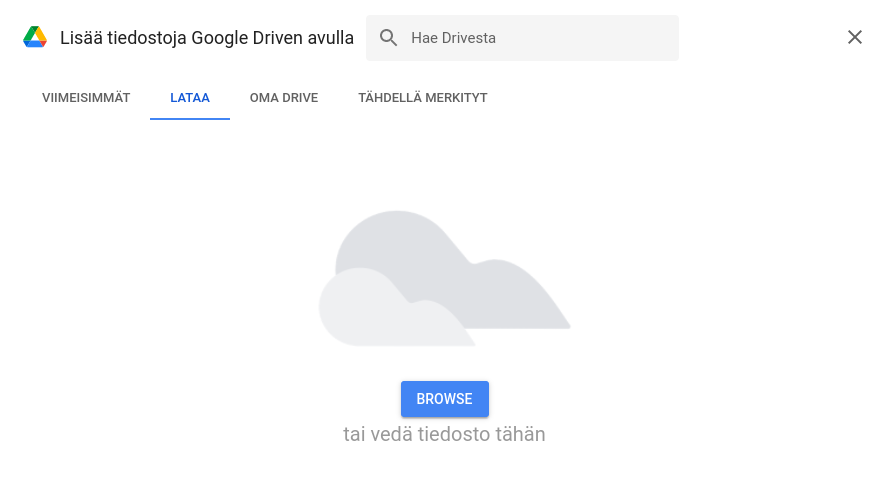 Lisää tiedostoja Google Driven avulla
Hae Drivesta
VIIMEISIMMÄT LATAA OMA DRIVE TÄHDELLÄ MERKITYT
BROWSE
tai vedä tiedosto tähän